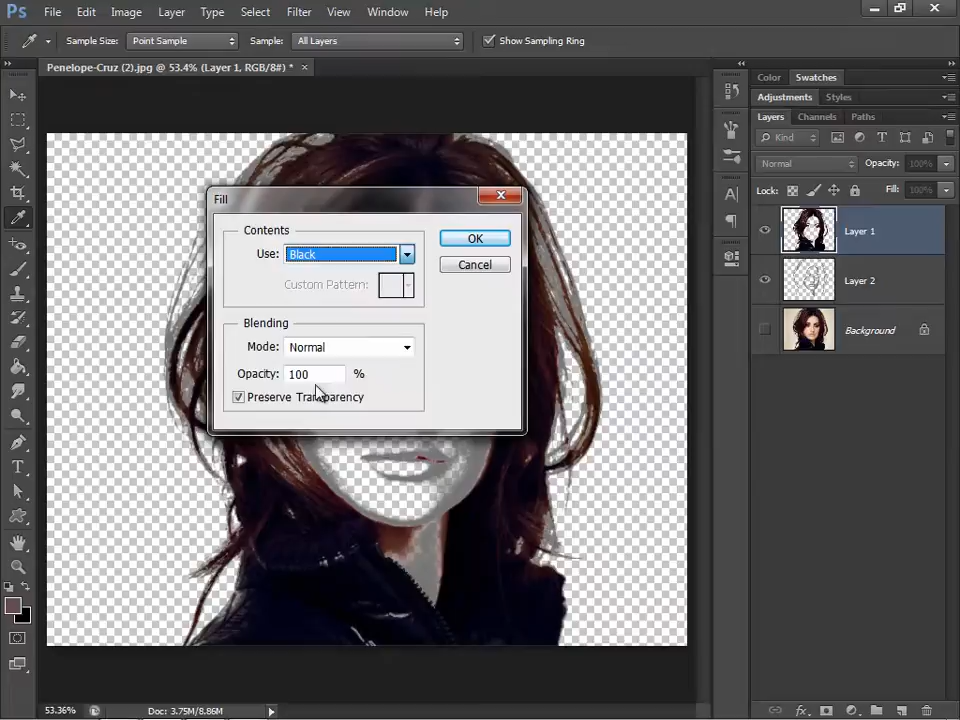 Ps File Edit Image Layer Type Select Filter View Window Help
Sample Size: Point Sample Sample: All Layers Show Sampling Ring
Penelope-Cruz (2).jpg @ 53.4% (Layer 1, RGB/8#) *
Color Swatches
Adjustments Styles
Layers Channels Paths
Kind
Normal Opacity: 100%
Lock: Fill: 100%
Layer 1
Layer 2
Background
Fill
Contents
Use: Black
OK
Custom Pattern:
Cancel
Blending
Mode: Normal
Opacity: 100 %
Preserve Transparency
53.36% Doc: 3.75M/8.86M